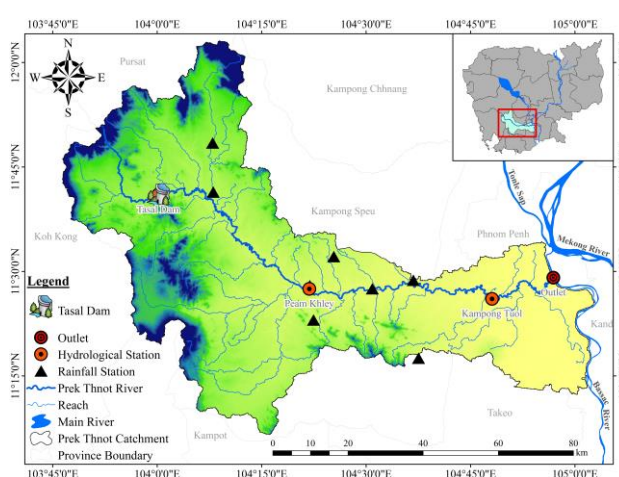 103°45'0"E 104°0'0"E 104°15'0"E 104°30'0"E 104°45'0"E 105°0'0"E
12°0'0"N
11°45'0"N
11°30'0"N
11°15'0"N
N
W E
S
Pursat
Kampong Chhnang
Tasal Dam
Koh Kong
Kampong Speu
Tonle Sap
Phnom Penh
Mekong River
Peam Khley
Kampong Tuol
Outlet
Kand
Bassac River
Takeo
Kampot
Legend
Tasal Dam
Outlet
Hydrological Station
Rainfall Station
Prek Thnot River
Reach
Main River
Prek Thnot Catchment
Province Boundary
0 5 10 20 40 60 80
km
103°45'0"E 104°0'0"E 104°15'0"E 104°30'0"E 104°45'0"E 105°0'0"E